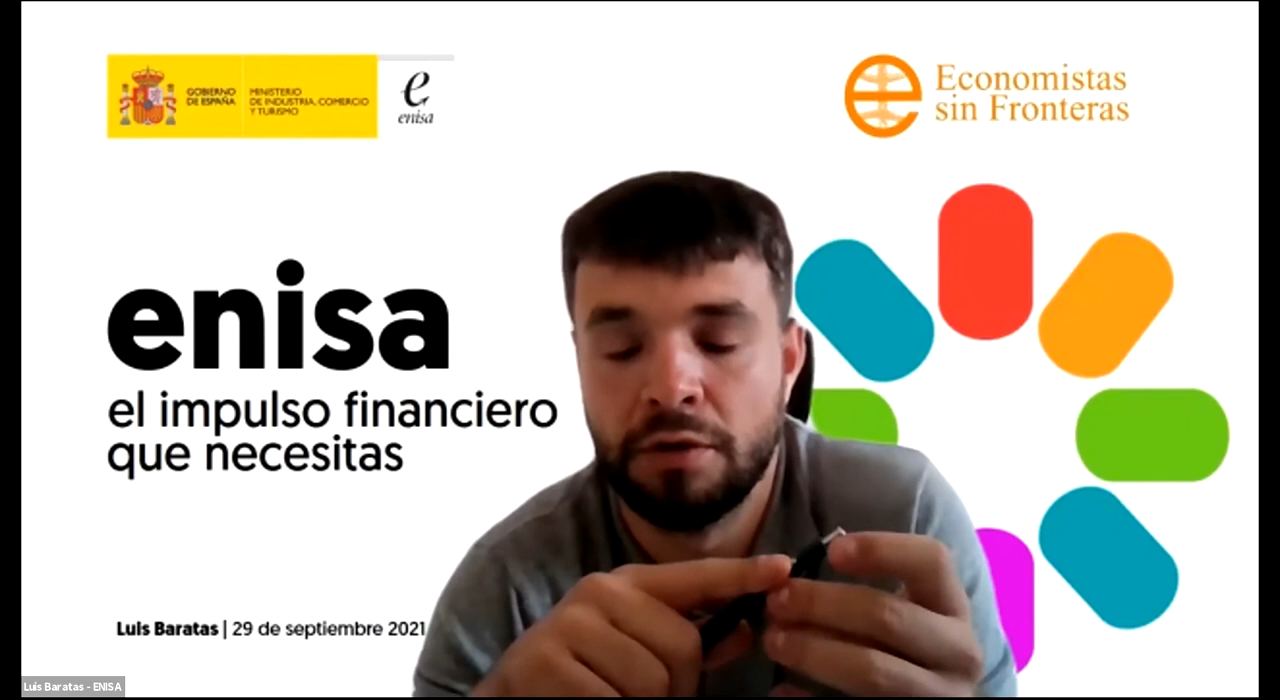 GOBIERNO
DE ESPAÑA
MINISTERIO
DE INDUSTRIA, COMERCIO
Y TURISMO
e
enisa
Economistas
sin Fronteras
enisa
el impulso financiero
que necesitas
Luis Baratas | 29 de septiembre 2021
Luis Baratas - ENISA